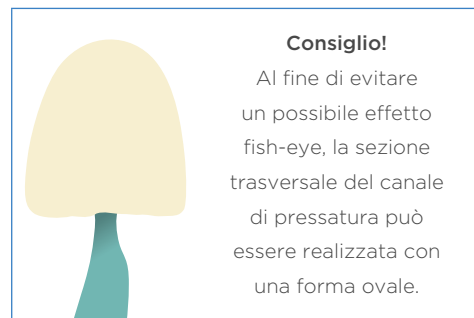 Consiglio!
Al fine di evitare
un possibile effetto
fish-eye, la sezione
trasversale del canale
di pressatura può
essere realizzata con
una forma ovale.